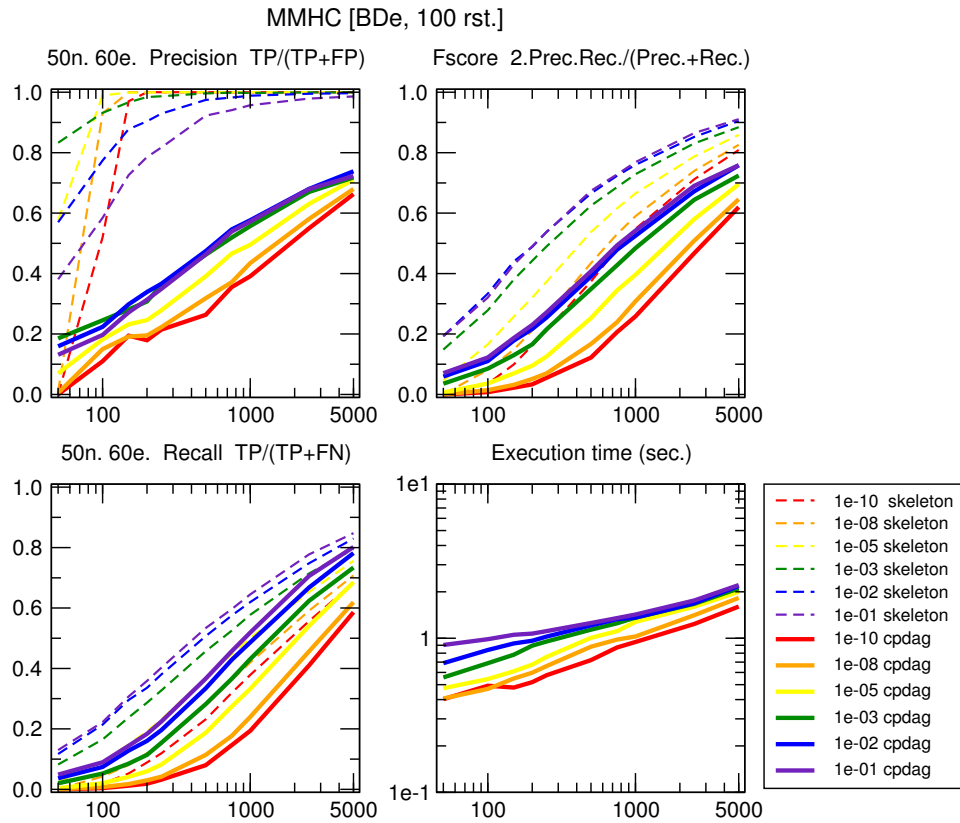 MMHC [BDe, 100 rst.]
50n. 60e. Precision TP/(TP+FP)
Fscore 2.Prec.Rec./(Prec.+Rec.)
1.0
0.8
0.6
0.4
0.2
0.0
100
1000
5000
1.0
0.8
0.6
0.4
0.2
0.0
100
1000
5000
50n. 60e. Recall TP/(TP+FN)
Execution time (sec.)
1.0
0.8
0.6
0.4
0.2
0.0
100
1000
5000
1e1
1
1e-1
100
1000
5000
1e-10 skeleton
1e-08 skeleton
1e-05 skeleton
1e-03 skeleton
1e-02 skeleton
1e-01 skeleton
1e-10 cpdag
1e-08 cpdag
1e-05 cpdag
1e-03 cpdag
1e-02 cpdag
1e-01 cpdag